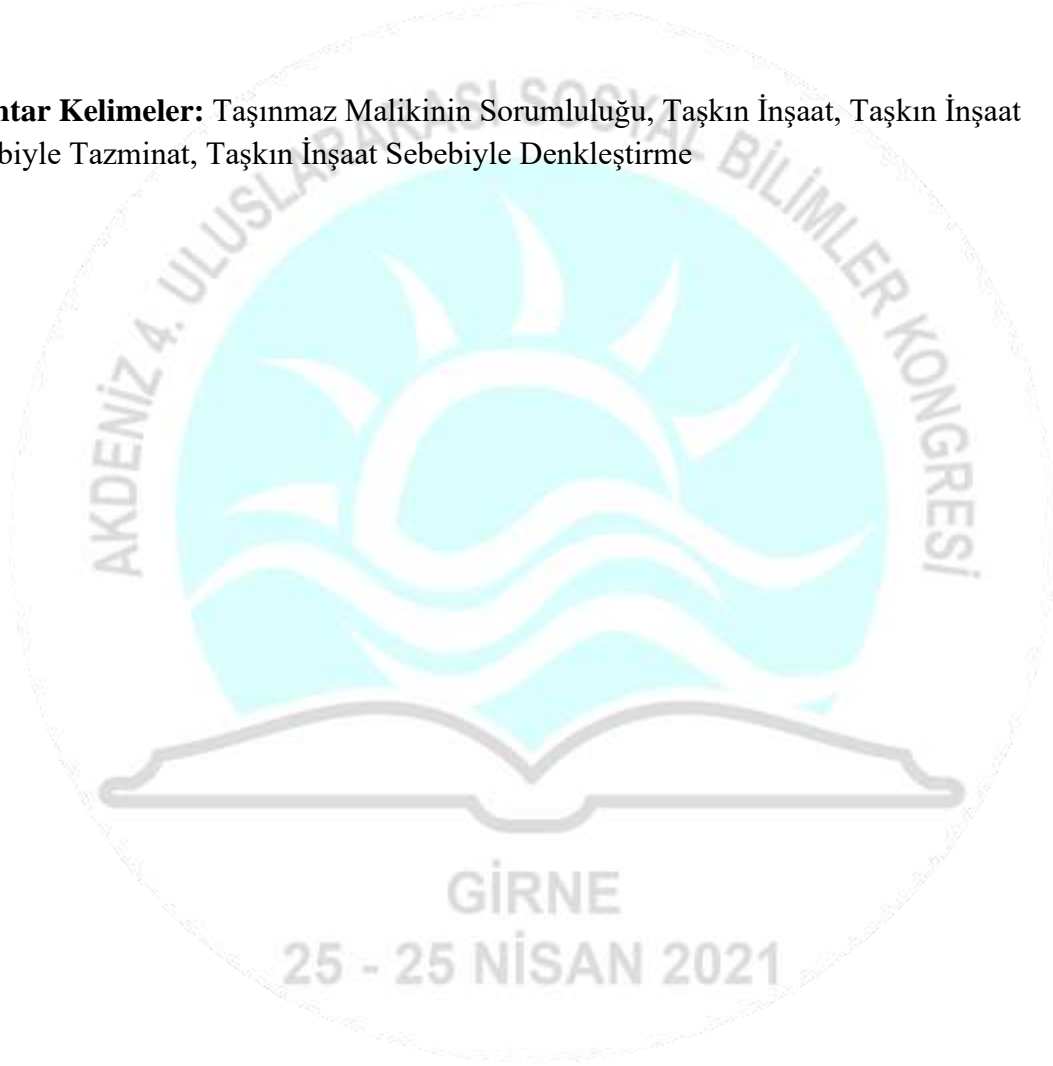 htar Kelimeler: Taşınmaz Malikinin Sorumluluğu, Taşkın İnşaat, Taşkın İnşaat
biyle Tazminat, Taşkın İnşaat Sebebiyle Denkleştirme
AKDENİZ 4. ULUSLARARASI SOSYAL BİLİMLER KONGRESİ
GİRNE
25 - 25 NİSAN 2021